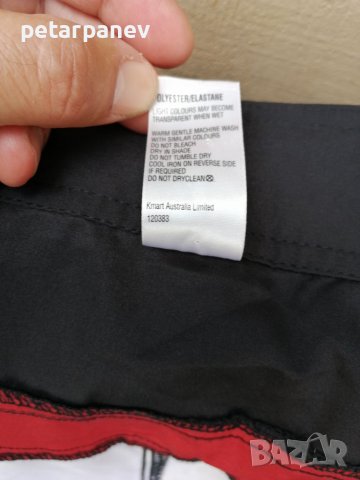 petarpanev
OLYESTER/ELASTANE
LIGHT COLOURS MAY BECOME
TRANSPARENT WHEN WET
WARM GENTLE MACHINE WASH
WITH SIMILAR COLOURS
DO NOT BLEACH
DRY IN SHADE
DO NOT TUMBLE DRY
COOL IRON ON REVERSE SIDE
IF REQUIRED
DO NOT DRYCLEAN
Kmart Australia Limited
120383
BAZAR
bg